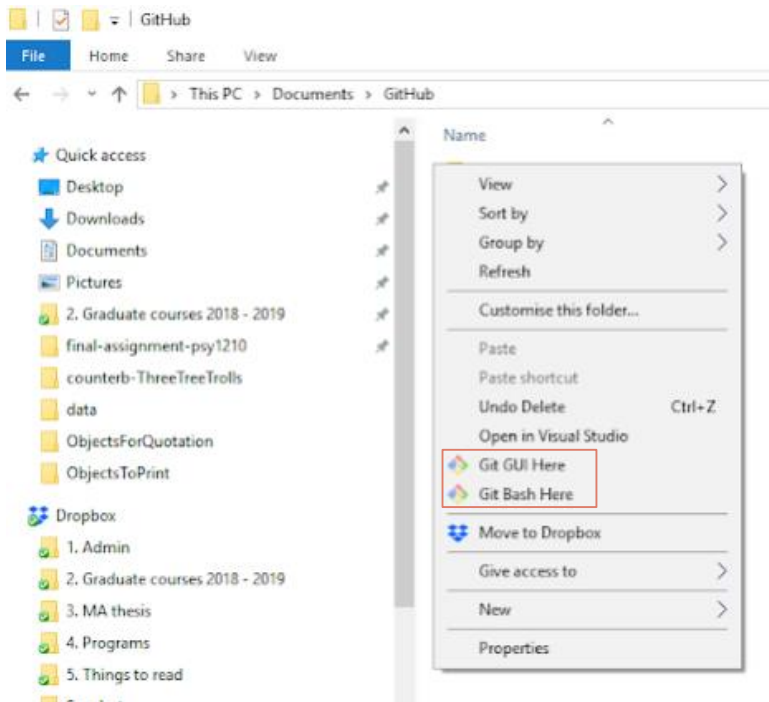 GitHub
File Home Share View
This PC > Documents > GitHub
Name
Quick access
Desktop
Downloads
Documents
Pictures
2. Graduate courses 2018 - 2019
final-assignment-psy1210
counterb-ThreeTreeTrolls
data
ObjectsForQuotation
ObjectsToPrint
Dropbox
1. Admin
2. Graduate courses 2018 - 2019
3. MA thesis
4. Programs
5. Things to read
View
Sort by
Group by
Refresh
Customise this folder...
Paste
Paste shortcut
Undo Delete Ctrl+Z
Open in Visual Studio
Git GUI Here
Git Bash Here
Move to Dropbox
Give access to
New
Properties